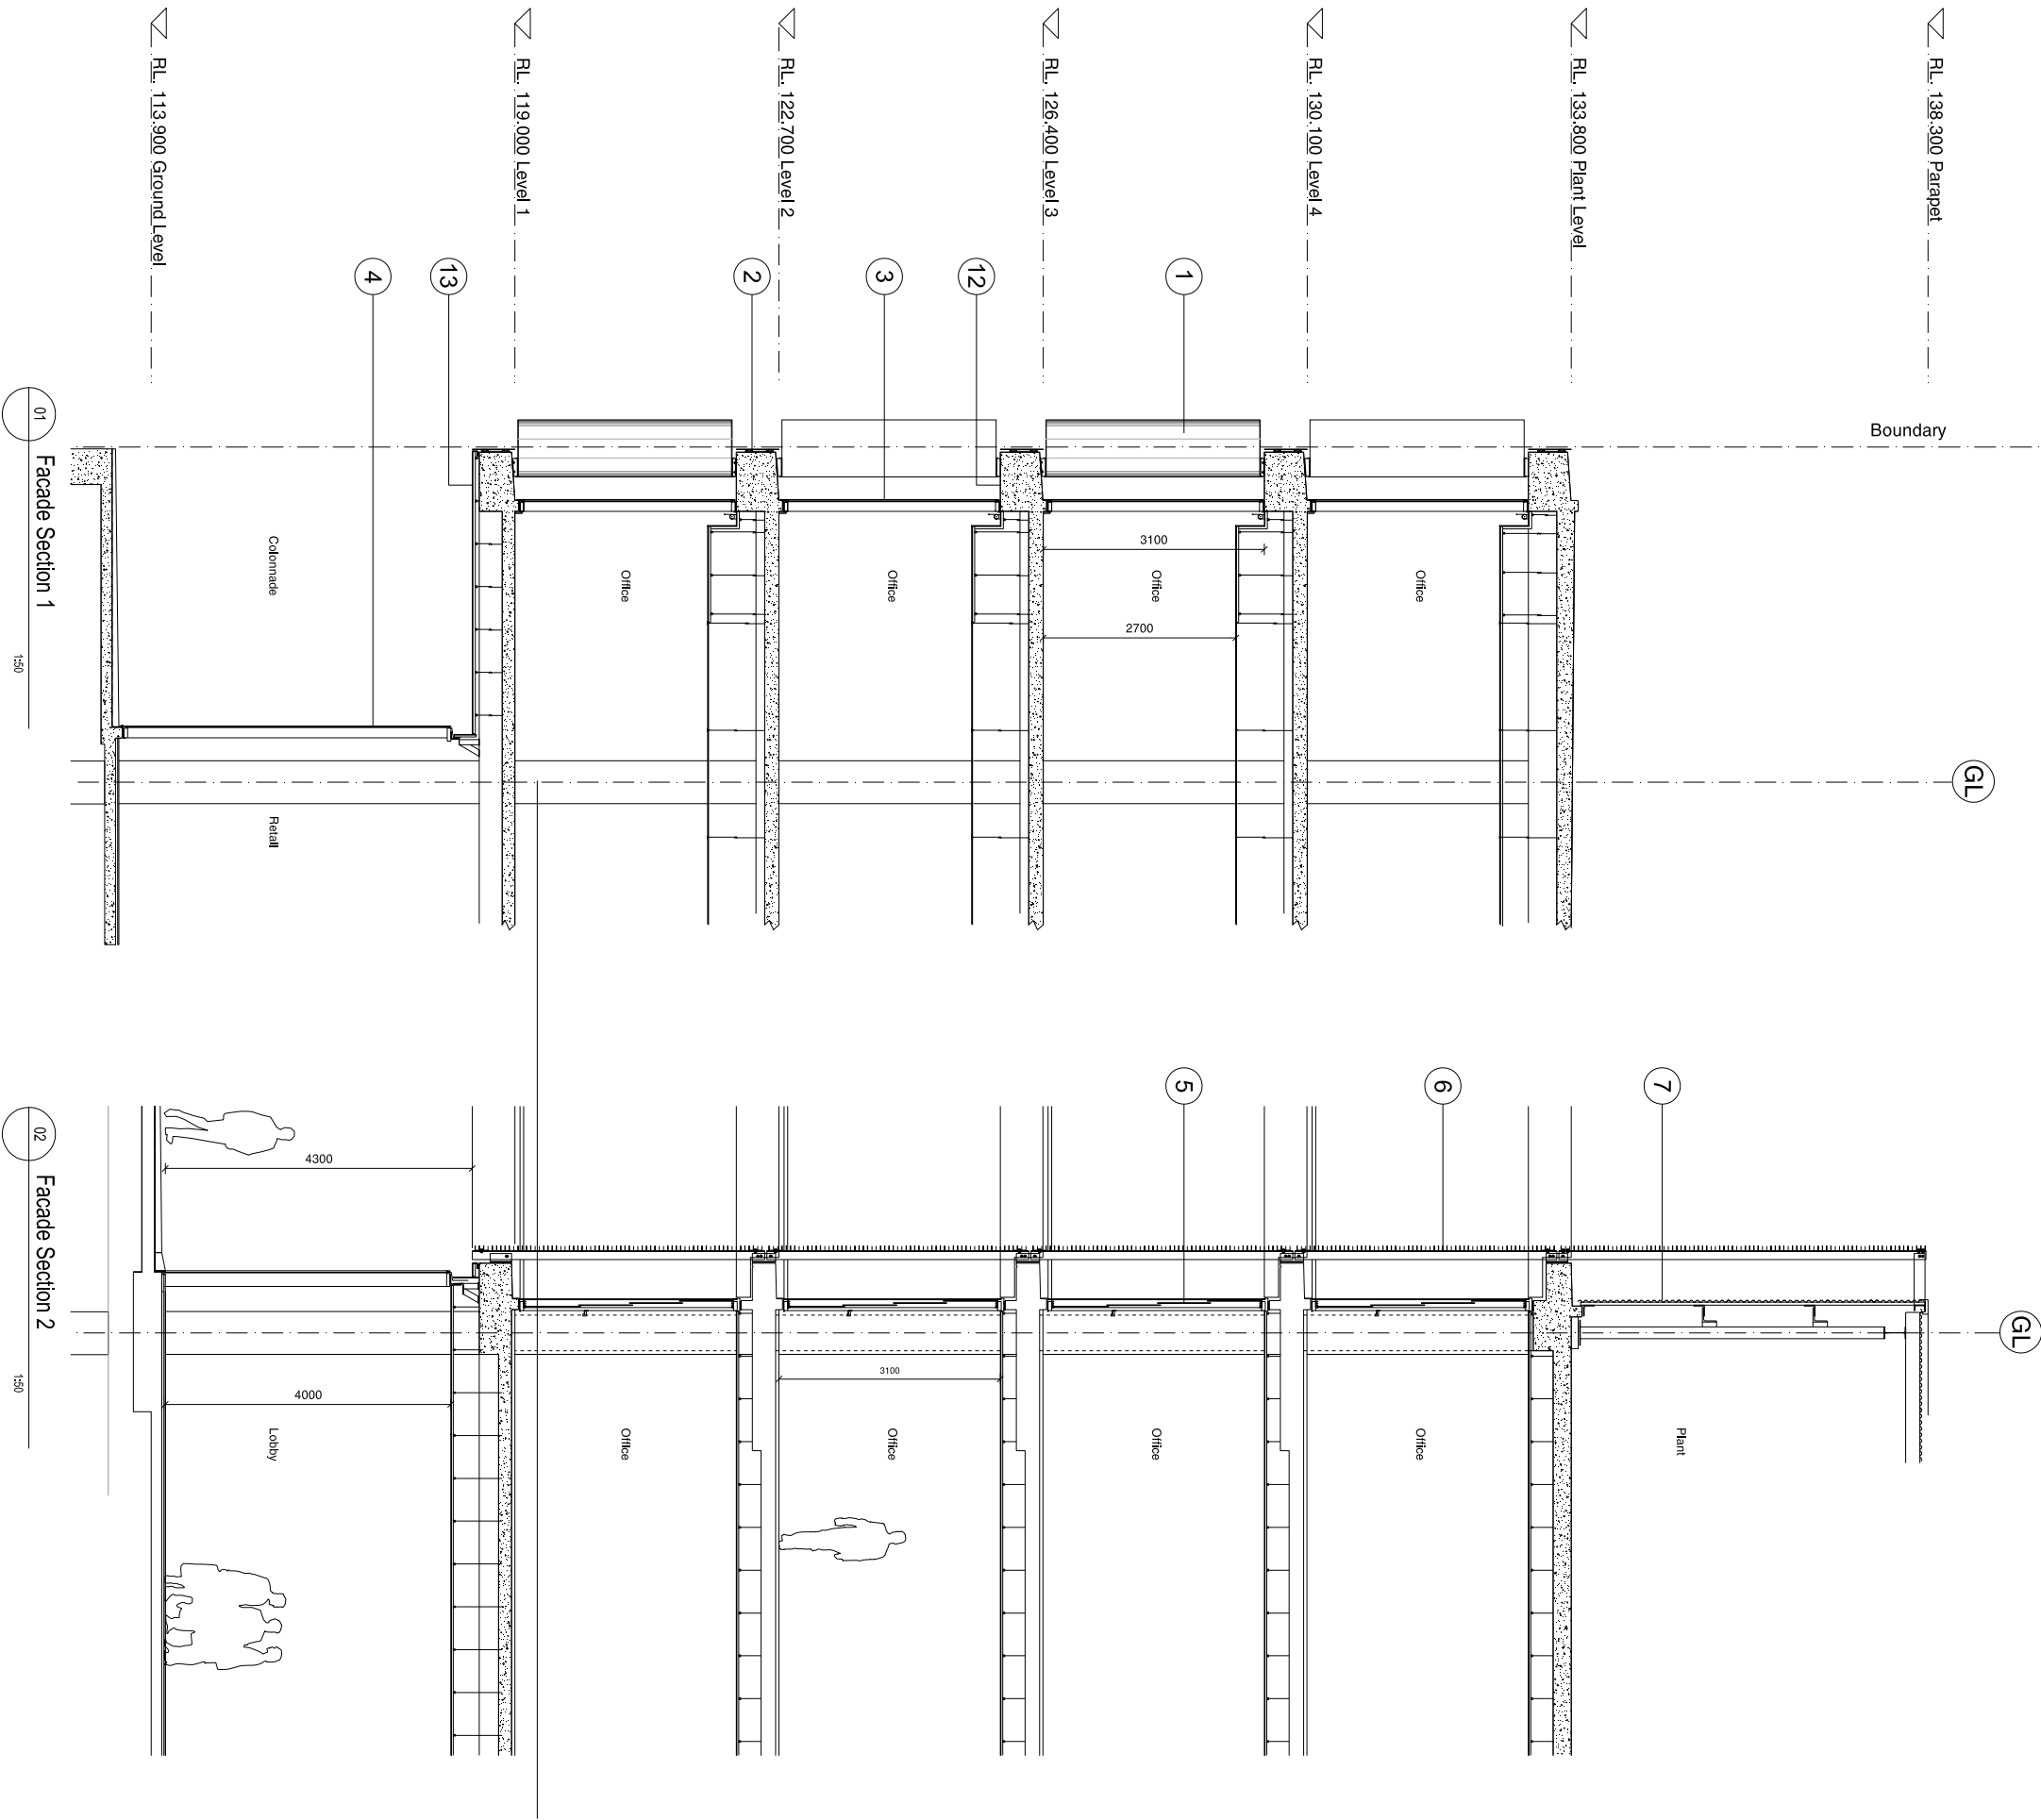 RL. 138.300 Parapet
RL. 133.800 Plant Level
RL. 130.100 Level 4
RL. 126.400 Level 3
RL. 122.700 Level 2
RL. 119.000 Level 1
RL. 113.900 Ground Level
Boundary
1
12
3
2
13
4
GL
Office
Office
3100
2700
Office
Office
Colonnade
Retail
01
Facade Section 1
1:50
7
6
5
GL
Plant
Office
Office
Office
3100
Office
4300
4000
Lobby
02
Facade Section 2
1:50